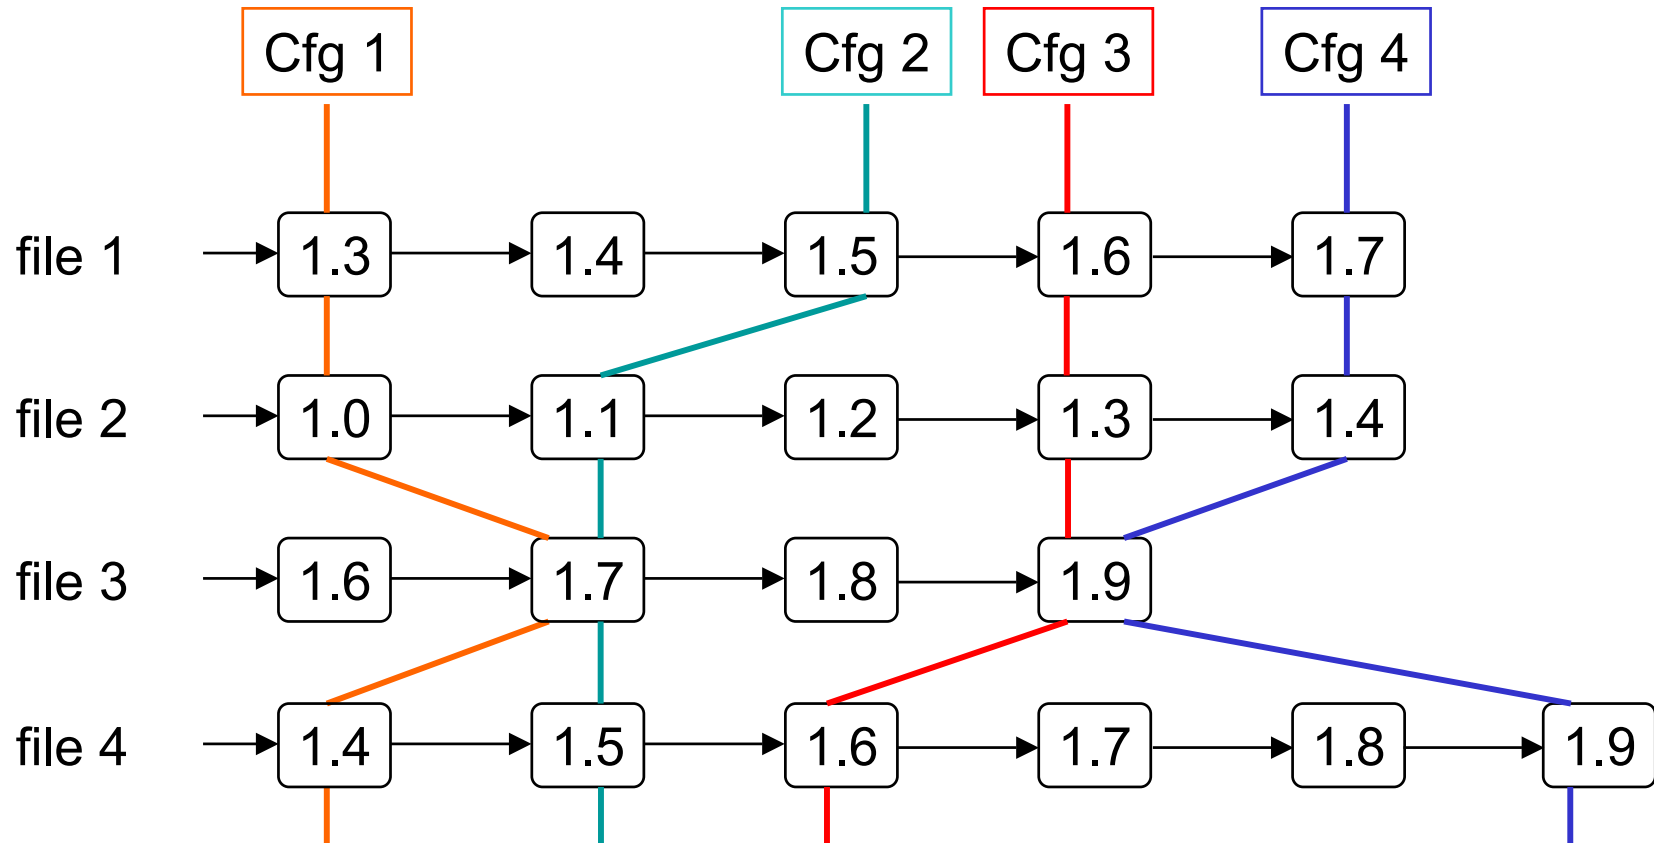 Cfg 1 Cfg 2 Cfg 3 Cfg 4
file 1 1.3 1.4 1.5 1.6 1.7
file 2 1.0 1.1 1.2 1.3 1.4
file 3 1.6 1.7 1.8 1.9
file 4 1.4 1.5 1.6 1.7 1.8 1.9